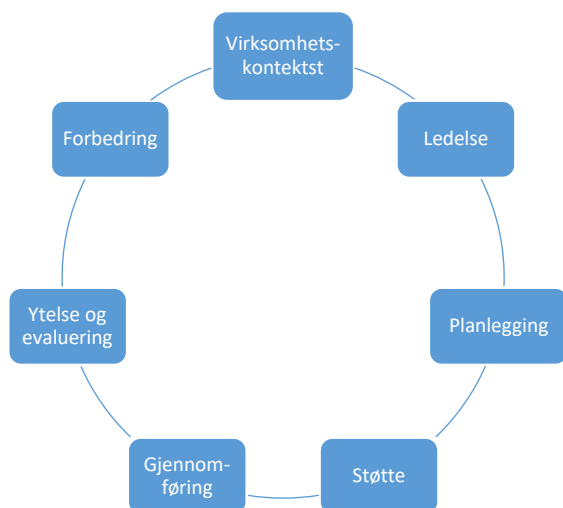 Virksomhets-
kontektst
Ledelse
Planlegging
Støtte
Gjennom-
føring
Ytelse og
evaluering
Forbedring